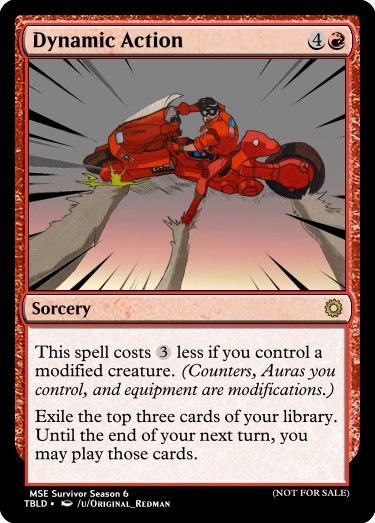 Dynamic Action 4
Sorcery
This spell costs 3 less if you control a
modified creature. (Counters, Auras you
control, and equipment are modifications.)
Exile the top three cards of your library.
Until the end of your next turn, you
may play those cards.
MSE Survivor Season 6
(NOT FOR SALE)
TBLD • /u/Original_Redman